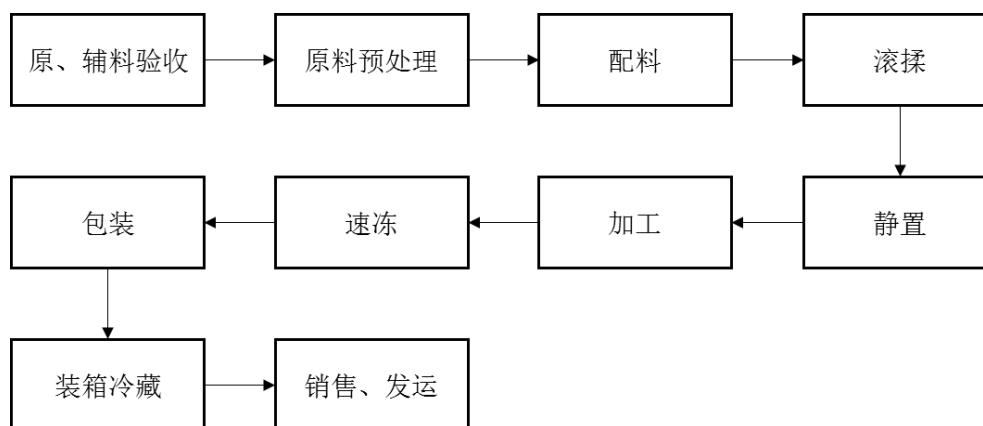 原、辅料验收
原料预处理
配料
滚揉
静置
加工
速冻
包装
装箱冷藏
销售、发运